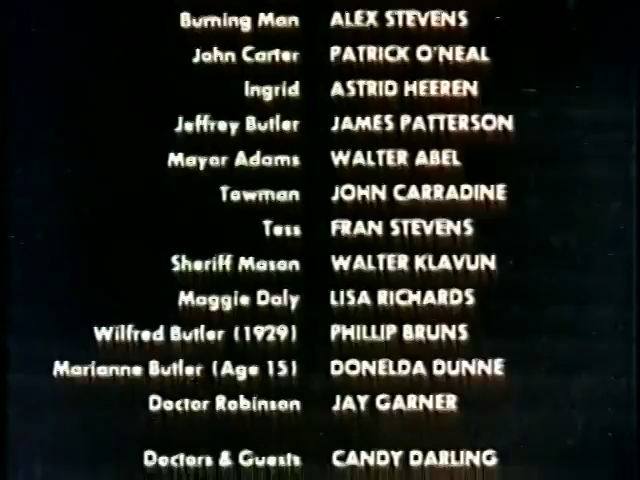 Burning Man ALEX STEVENS
John Carter PATRICK O'NEAL
Ingrid ASTRID HEEREN
Jeffrey Butler JAMES PATTERSON
Mayor Adams WALTER ABEL
Towman JOHN CARRADINE
Tess FRAN STEVENS
Sheriff Mason WALTER KLAVUN
Maggie Daly LISA RICHARDS
Wilfred Butler (1929) PHILLIP BRUNS
Marianne Butler (Age 15) DONELDA DUNNE
Doctor Robinson JAY GARNER
Doctors & Guests CANDY DARLING